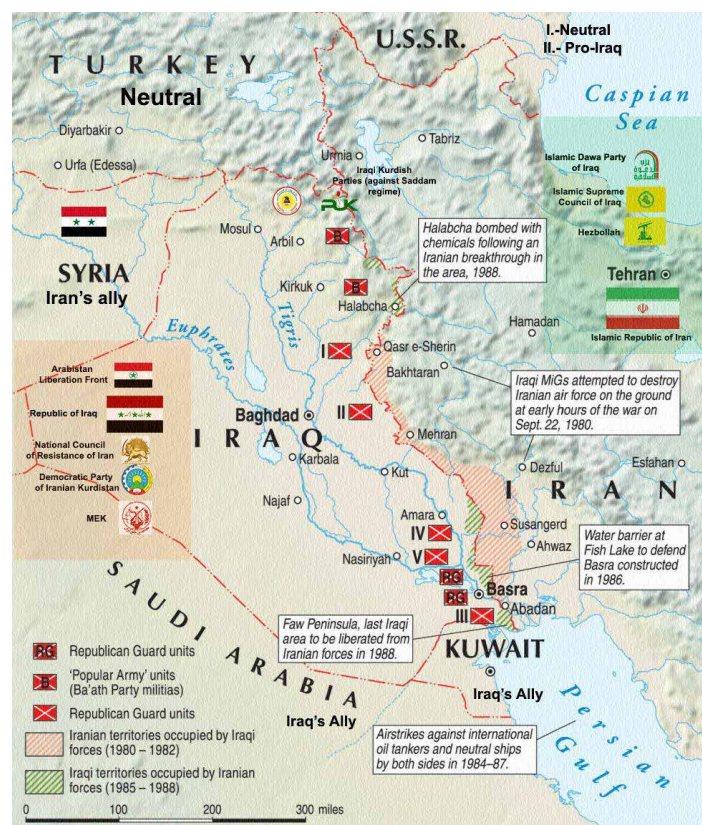 I.-Neutral
II.- Pro-Iraq
U.S.S.R.
TURKEY
Neutral
Caspian
Sea
Diyarbakir
Urfa (Edessa)
Tabriz
Urmia
Iraqi Kurdish
Parties (against Saddam
regime)
PUK
Islamic Dawa Party
of Iraq
Islamic Supreme
Council of Iraq
Hezbollah
Tehran
Islamic Republic of Iran
Mosul
Arbil
B
Halabcha bombed with
chemicals following an
Iranian breakthrough in
the area, 1988.
SYRIA
Iran's ally
Kirkuk
B
Halabcha
Euphrates
Tigris
Hamadan
I
Qasr e-Sherin
Bakhtaran
Arabistan
Liberation Front
Republic of Iraq
National Council
of Resistance of Iran
Democratic Party
of Iranian Kurdistan
MEK
Iraqi MiGs attempted to destroy
Iranian air force on the ground
at early hours of the war on
Sept. 22, 1980.
Baghdad
II
IRAQ
Mehran
Karbala
Kut
Dezful
Esfahan
IRAN
Najaf
Amara
IV
Susangerd
V
Ahwaz
Nasiriyah
Water barrier at
Fish Lake to defend
Basra constructed
in 1986.
RG
RG
Basra
III
Abadan
SAUDI ARABIA
Iraq's Ally
Faw Peninsula, last Iraqi
area to be liberated from
Iranian forces in 1988.
KUWAIT
Iraq's Ally
Persian
Gulf
Airstrikes against international
oil tankers and neutral ships
by both sides in 1984–87.
RG Republican Guard units
B 'Popular Army' units
(Ba'ath Party militias)
Republican Guard units
Iranian territories occupied by Iraqi
forces (1980 – 1982)
Iraqi territories occupied by Iranian
forces (1985 – 1988)
0 100 200 300 miles